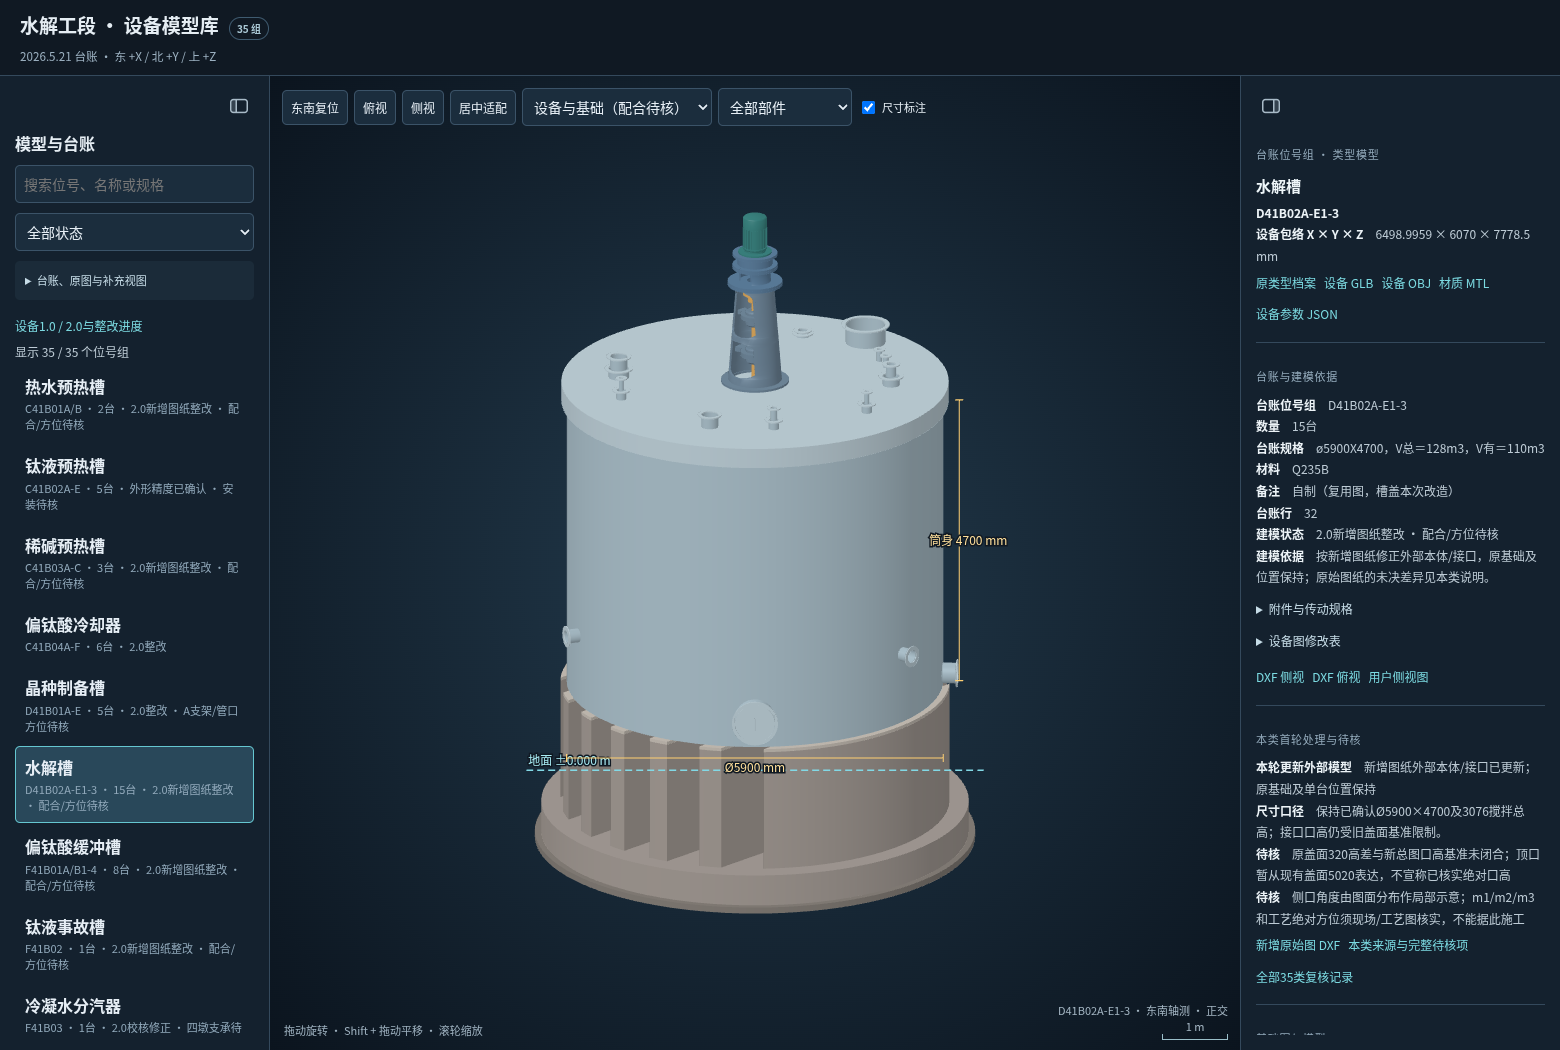 水解工段 · 设备模型库 35 组
2026.5.21 台账 · 东 +X / 北 +Y / 上 +Z
模型与台账
搜索位号、名称或规格
全部状态
▶ 台账、原图与补充视图
设备1.0 / 2.0与整改进度
显示 35 / 35 个位号组
热水预热槽
C41B01A/B · 2台 · 2.0新增图纸整改 · 配
合/方位待核
钛液预热槽
C41B02A-E · 5台 · 外形精度已确认 · 安
装待核
稀碱预热槽
C41B03A-C · 3台 · 2.0新增图纸整改 · 配
合/方位待核
偏钛酸冷却器
C41B04A-F · 6台 · 2.0整改
晶种制备槽
D41B01A-E · 5台 · 2.0整改 · A支架/管口
方位待核
水解槽
D41B02A-E1-3 · 15台 · 2.0新增图纸整改
· 配合/方位待核
偏钛酸缓冲槽
F41B01A/B1-4 · 8台 · 2.0新增图纸整改 ·
配合/方位待核
钛液事故槽
F41B02 · 1台 · 2.0新增图纸整改 · 配合/
方位待核
冷凝水分汽器
F41B03 · 1台 · 2.0校核修正 · 四墩支承待
东南复位 俯视 侧视 居中适配 设备与基础（配合待核） 全部部件 尺寸标注
筒身 4700 mm
地面 ±0.000 m
Ø5900 mm
拖动旋转 · Shift + 拖动平移 · 滚轮缩放
D41B02A-E1-3 · 东南轴测 · 正交
1 m
台账位号组 · 类型模型
水解槽
D41B02A-E1-3
设备包络 X × Y × Z 6498.9959 × 6070 × 7778.5
mm
原类型档案 设备 GLB 设备 OBJ 材质 MTL
设备参数 JSON
台账与建模依据
台账位号组 D41B02A-E1-3
数量 15台
台账规格 ø5900X4700，V总＝128m3，V有＝110m3
材料 Q235B
备注 自制（复用图，槽盖本次改造）
台账行 32
建模状态 2.0新增图纸整改 · 配合/方位待核
建模依据 按新增图纸修正外部本体/接口，原基础及
位置保持；原始图纸的未决差异见本类说明。
▶ 附件与传动规格
▶ 设备图修改表
DXF 侧视 DXF 俯视 用户侧视图
本类首轮处理与待核
本轮更新外部模型 新增图纸外部本体/接口已更新；
原基础及单台位置保持
尺寸口径 保持已确认Ø5900×4700及3076搅拌总
高；接口口高仍受旧盖面基准限制。
待核 原盖面320高差与新总图口高基准未闭合；顶口
暂从现有盖面5020表达，不宣称已核实绝对口高
待核 侧口角度由图面分布作局部示意；m1/m2/m3
和工艺绝对方位须现场/工艺图核实，不能据此施工
新增原始图 DXF 本类来源与完整待核项
全部35类复核记录